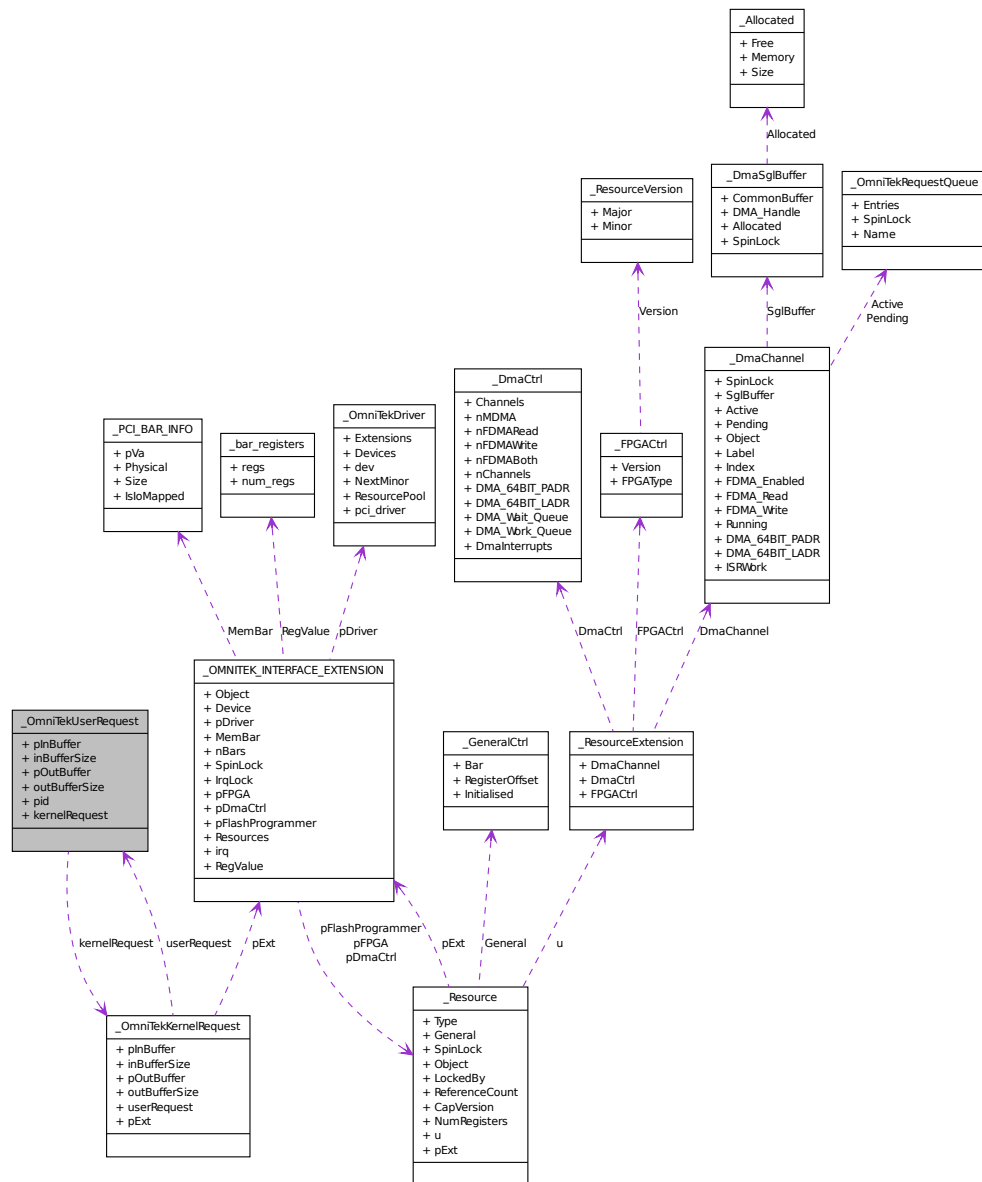 _Allocated
+ Free
+ Memory
+ Size
Allocated
_DmaSglBuffer
+ CommonBuffer
+ DMA_Handle
+ Allocated
+ SpinLock
_OmniTekRequestQueue
+ Entries
+ SpinLock
+ Name
_ResourceVersion
+ Major
+ Minor
Version
SglBuffer
Active
Pending
_DmaChannel
+ SpinLock
+ SglBuffer
+ Active
+ Pending
+ Object
+ Label
+ Index
+ FDMA_Enabled
+ FDMA_Read
+ FDMA_Write
+ Running
+ DMA_64BIT_PADR
+ DMA_64BIT_LADR
+ ISRWork
_DmaCtrl
+ Channels
+ nMDMA
+ nFDMARead
+ nFDMAWrite
+ nFDMABoth
+ nChannels
+ DMA_64BIT_PADR
+ DMA_64BIT_LADR
+ DMA_Wait_Queue
+ DMA_Work_Queue
+ DmaInterrupts
_OmniTekDriver
+ Extensions
+ Devices
+ dev
+ NextMinor
+ ResourcePool
+ pci_driver
_PCI_BAR_INFO
+ pVa
+ Physical
+ Size
+ IsIoMapped
_bar_registers
+ regs
+ num_regs
_FPGACtrl
+ Version
+ FPGAType
MemBar
RegValue
pDriver
DmaCtrl
FPGACtrl
DmaChannel
_OMNITEK_INTERFACE_EXTENSION
+ Object
+ Device
+ pDriver
+ MemBar
+ nBars
+ SpinLock
+ IrqLock
+ pFPGA
+ pDmaCtrl
+ pFlashProgrammer
+ Resources
+ irq
+ RegValue
_OmniTekUserRequest
+ pInBuffer
+ inBufferSize
+ pOutBuffer
+ outBufferSize
+ pid
+ kernelRequest
_GeneralCtrl
+ Bar
+ RegisterOffset
+ Initialised
_ResourceExtension
+ DmaChannel
+ DmaCtrl
+ FPGACtrl
kernelRequest
userRequest
pExt
pFlashProgrammer
pFPGA
pDmaCtrl
pExt
General
u
_OmniTekKernelRequest
+ pInBuffer
+ inBufferSize
+ pOutBuffer
+ outBufferSize
+ userRequest
+ pExt
_Resource
+ Type
+ General
+ SpinLock
+ Object
+ LockedBy
+ ReferenceCount
+ CapVersion
+ NumRegisters
+ u
+ pExt